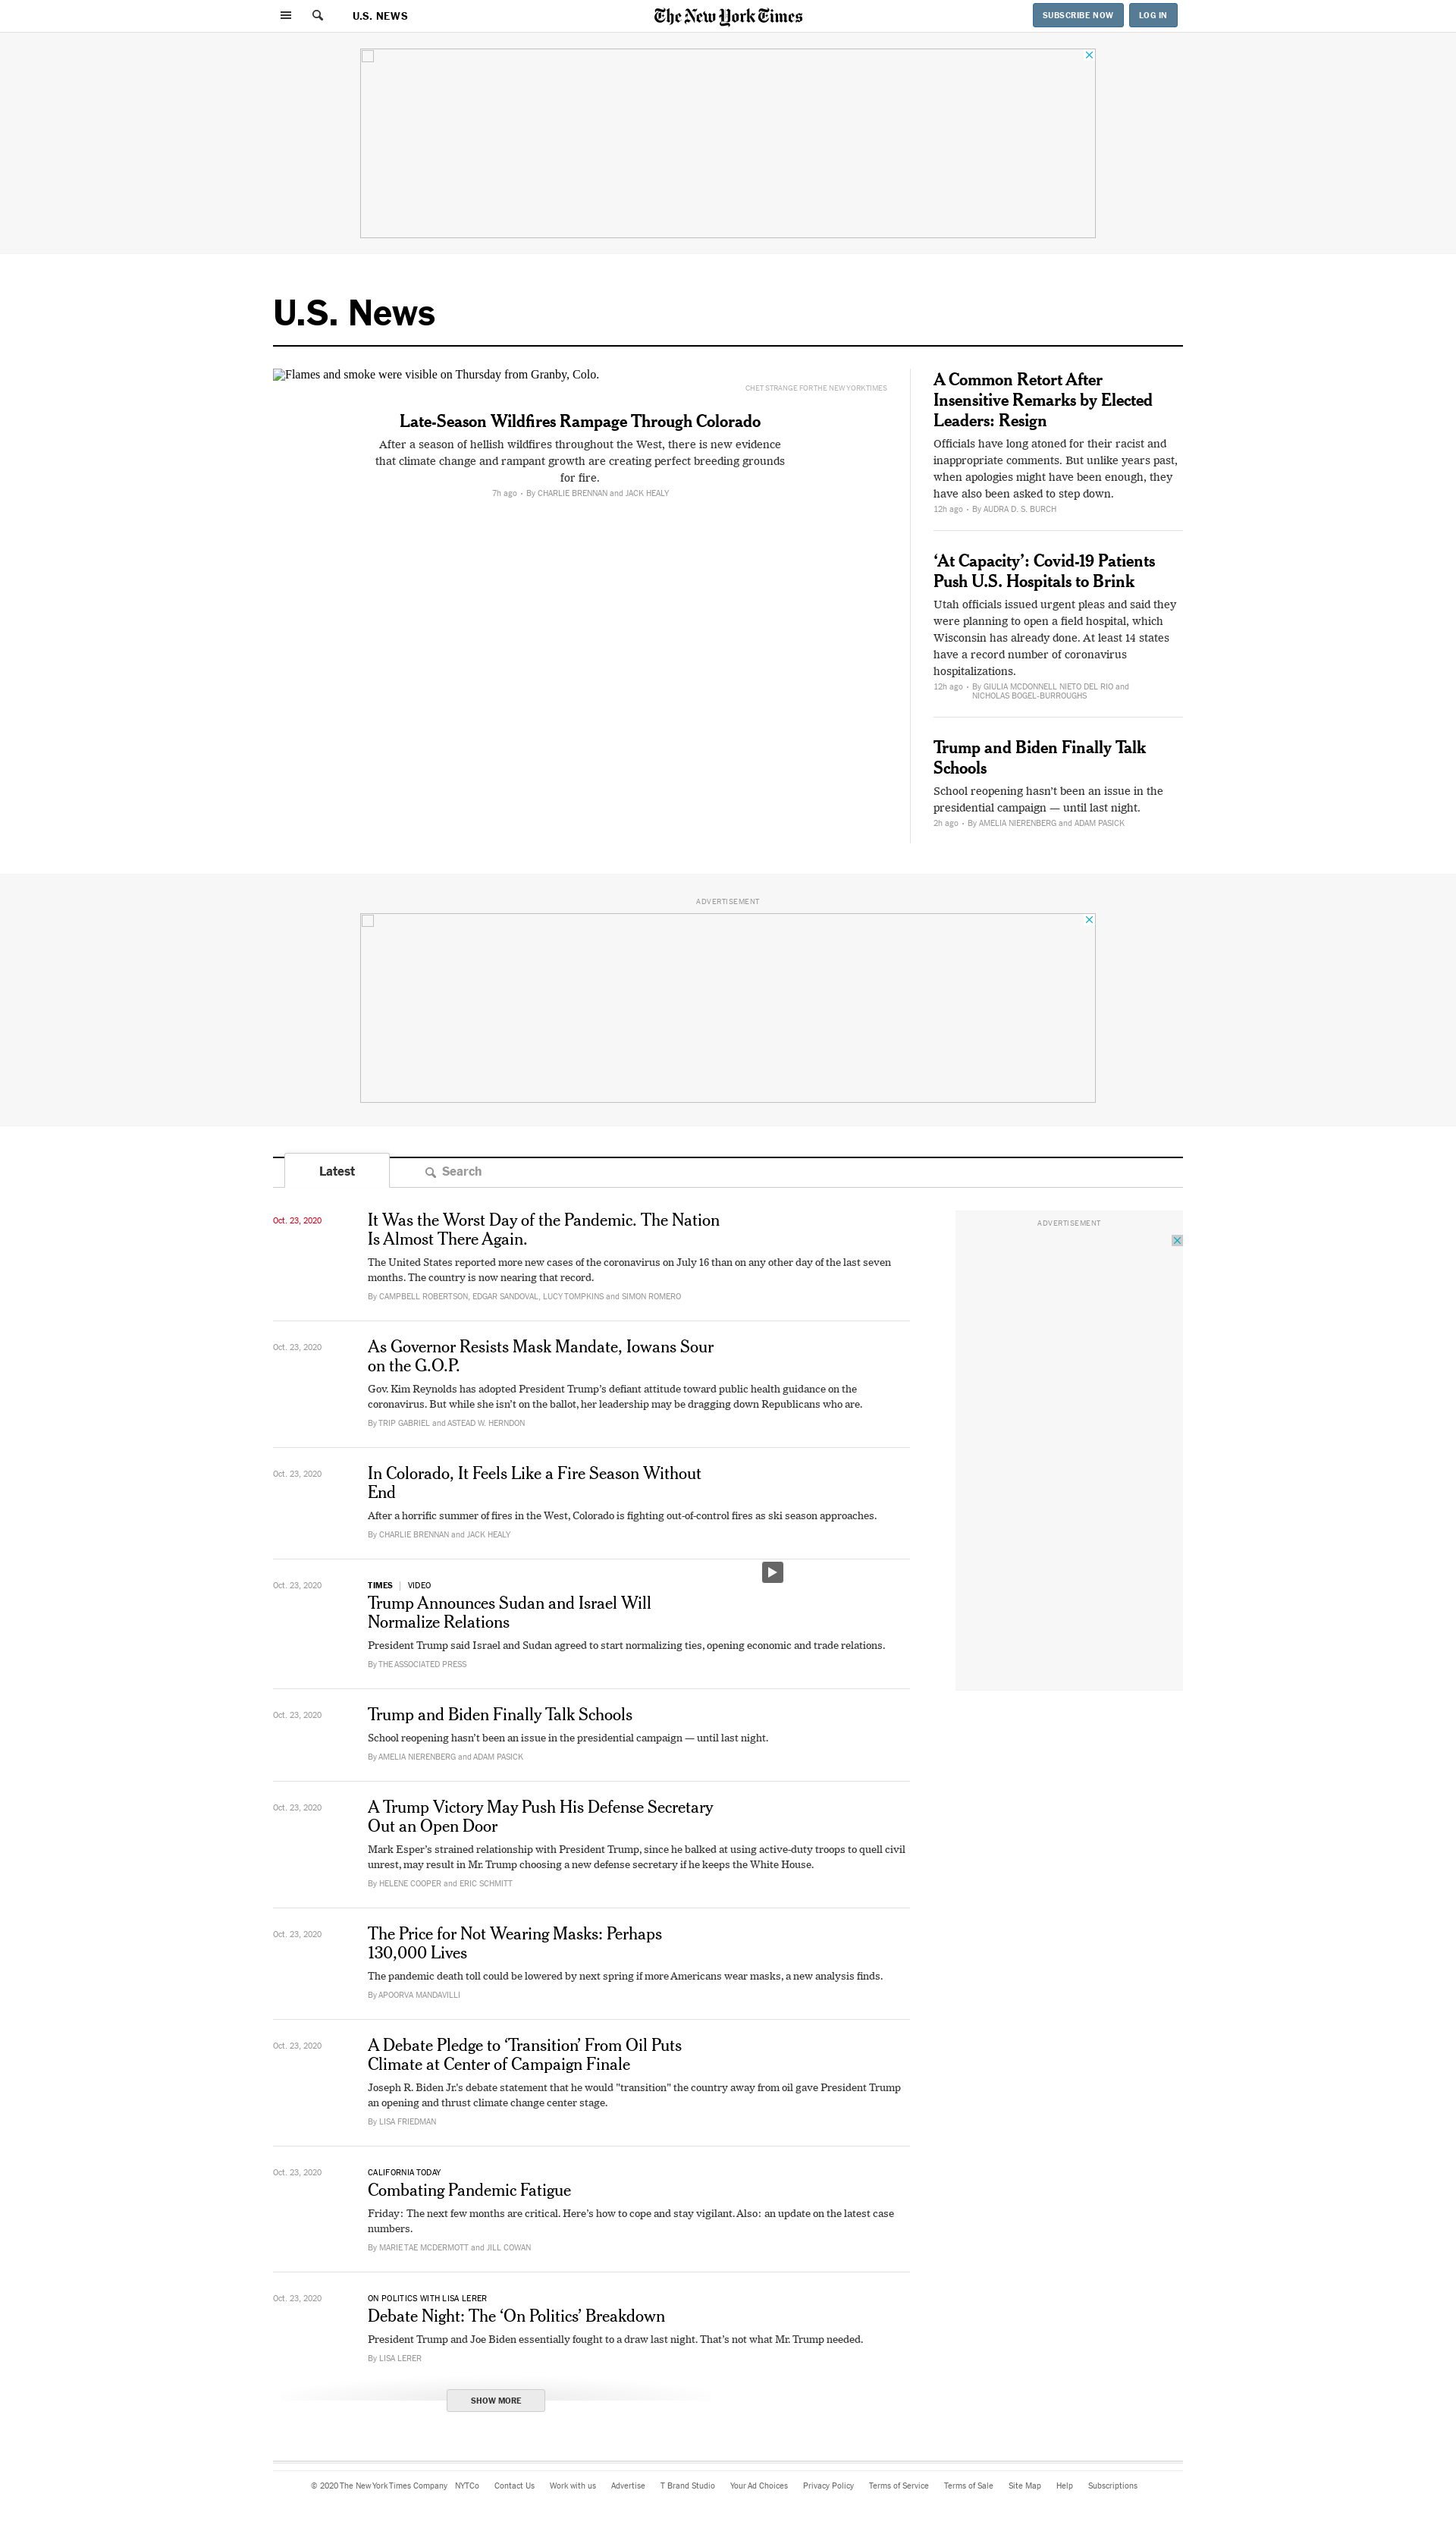 U.S. NEWS
The New York Times
SUBSCRIBE NOW
LOG IN
U.S. News
Flames and smoke were visible on Thursday from Granby, Colo.
CHET STRANGE FOR THE NEW YORK TIMES
Late-Season Wildfires Rampage Through Colorado
After a season of hellish wildfires throughout the West, there is new evidence
that climate change and rampant growth are creating perfect breeding grounds
for fire.
7h ago • By CHARLIE BRENNAN and JACK HEALY
A Common Retort After
Insensitive Remarks by Elected
Leaders: Resign
Officials have long atoned for their racist and
inappropriate comments. But unlike years past,
when apologies might have been enough, they
have also been asked to step down.
12h ago • By AUDRA D. S. BURCH
‘At Capacity’: Covid-19 Patients
Push U.S. Hospitals to Brink
Utah officials issued urgent pleas and said they
were planning to open a field hospital, which
Wisconsin has already done. At least 14 states
have a record number of coronavirus
hospitalizations.
12h ago • By GIULIA MCDONNELL NIETO DEL RIO and
NICHOLAS BOGEL-BURROUGHS
Trump and Biden Finally Talk
Schools
School reopening hasn’t been an issue in the
presidential campaign — until last night.
2h ago • By AMELIA NIERENBERG and ADAM PASICK
ADVERTISEMENT
Latest
Search
Oct. 23, 2020
It Was the Worst Day of the Pandemic. The Nation
Is Almost There Again.
The United States reported more new cases of the coronavirus on July 16 than on any other day of the last seven
months. The country is now nearing that record.
By CAMPBELL ROBERTSON, EDGAR SANDOVAL, LUCY TOMPKINS and SIMON ROMERO
ADVERTISEMENT
Oct. 23, 2020
As Governor Resists Mask Mandate, Iowans Sour
on the G.O.P.
Gov. Kim Reynolds has adopted President Trump’s defiant attitude toward public health guidance on the
coronavirus. But while she isn’t on the ballot, her leadership may be dragging down Republicans who are.
By TRIP GABRIEL and ASTEAD W. HERNDON
Oct. 23, 2020
In Colorado, It Feels Like a Fire Season Without
End
After a horrific summer of fires in the West, Colorado is fighting out-of-control fires as ski season approaches.
By CHARLIE BRENNAN and JACK HEALY
Oct. 23, 2020
TIMES | VIDEO
Trump Announces Sudan and Israel Will
Normalize Relations
President Trump said Israel and Sudan agreed to start normalizing ties, opening economic and trade relations.
By THE ASSOCIATED PRESS
Oct. 23, 2020
Trump and Biden Finally Talk Schools
School reopening hasn’t been an issue in the presidential campaign — until last night.
By AMELIA NIERENBERG and ADAM PASICK
Oct. 23, 2020
A Trump Victory May Push His Defense Secretary
Out an Open Door
Mark Esper’s strained relationship with President Trump, since he balked at using active-duty troops to quell civil
unrest, may result in Mr. Trump choosing a new defense secretary if he keeps the White House.
By HELENE COOPER and ERIC SCHMITT
Oct. 23, 2020
The Price for Not Wearing Masks: Perhaps
130,000 Lives
The pandemic death toll could be lowered by next spring if more Americans wear masks, a new analysis finds.
By APOORVA MANDAVILLI
Oct. 23, 2020
A Debate Pledge to ‘Transition’ From Oil Puts
Climate at Center of Campaign Finale
Joseph R. Biden Jr.'s debate statement that he would "transition" the country away from oil gave President Trump
an opening and thrust climate change center stage.
By LISA FRIEDMAN
Oct. 23, 2020
CALIFORNIA TODAY
Combating Pandemic Fatigue
Friday: The next few months are critical. Here’s how to cope and stay vigilant. Also: an update on the latest case
numbers.
By MARIE TAE MCDERMOTT and JILL COWAN
Oct. 23, 2020
ON POLITICS WITH LISA LERER
Debate Night: The ‘On Politics’ Breakdown
President Trump and Joe Biden essentially fought to a draw last night. That’s not what Mr. Trump needed.
By LISA LERER
SHOW MORE
© 2020 The New York Times Company NYTCo Contact Us Work with us Advertise T Brand Studio Your Ad Choices Privacy Policy Terms of Service Terms of Sale Site Map Help Subscriptions